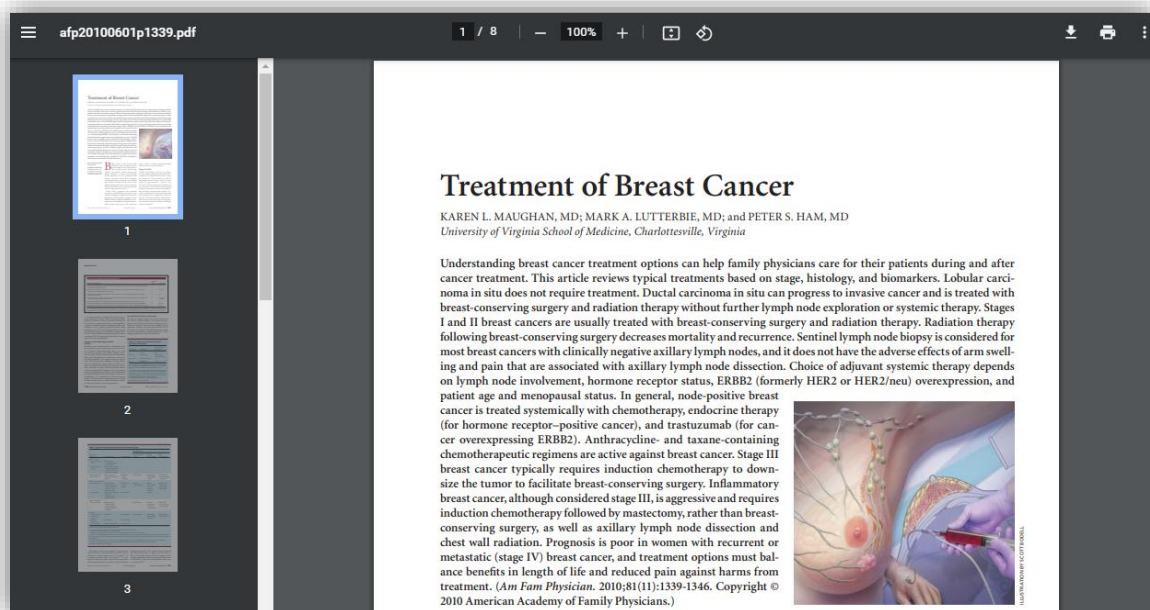 afp20100601p1339.pdf
1 / 8
100%
1
2
3
Treatment of Breast Cancer
KAREN L. MAUGHAN, MD; MARK A. LUTTERBIE, MD; and PETER S. HAM, MD
University of Virginia School of Medicine, Charlottesville, Virginia
Understanding breast cancer treatment options can help family physicians care for their patients during and after
cancer treatment. This article reviews typical treatments based on stage, histology, and biomarkers. Lobular carci-
noma in situ does not require treatment. Ductal carcinoma in situ can progress to invasive cancer and is treated with
breast-conserving surgery and radiation therapy without further lymph node exploration or systemic therapy. Stages
I and II breast cancers are usually treated with breast-conserving surgery and radiation therapy. Radiation therapy
following breast-conserving surgery decreases mortality and recurrence. Sentinel lymph node biopsy is considered for
most breast cancers with clinically negative axillary lymph nodes, and it does not have the adverse effects of arm swell-
ing and pain that are associated with axillary lymph node dissection. Choice of adjuvant systemic therapy depends
on lymph node involvement, hormone receptor status, ERBB2 (formerly HER2 or HER2/neu) overexpression, and
patient age and menopausal status. In general, node-positive breast
cancer is treated systemically with chemotherapy, endocrine therapy
(for hormone receptor–positive cancer), and trastuzumab (for can-
cer overexpressing ERBB2). Anthracycline- and taxane-containing
chemotherapeutic regimens are active against breast cancer. Stage III
breast cancer typically requires induction chemotherapy to down-
size the tumor to facilitate breast-conserving surgery. Inflammatory
breast cancer, although considered stage III, is aggressive and requires
induction chemotherapy followed by mastectomy, rather than breast-
conserving surgery, as well as axillary lymph node dissection and
chest wall radiation. Prognosis is poor in women with recurrent or
metastatic (stage IV) breast cancer, and treatment options must bal-
ance benefits in length of life and reduced pain against harms from
treatment. (Am Fam Physician. 2010;81(11):1339-1346. Copyright ©
2010 American Academy of Family Physicians.)
ILLUSTRATION BY SCOTT BODELL
Treatment of Breast Cancer